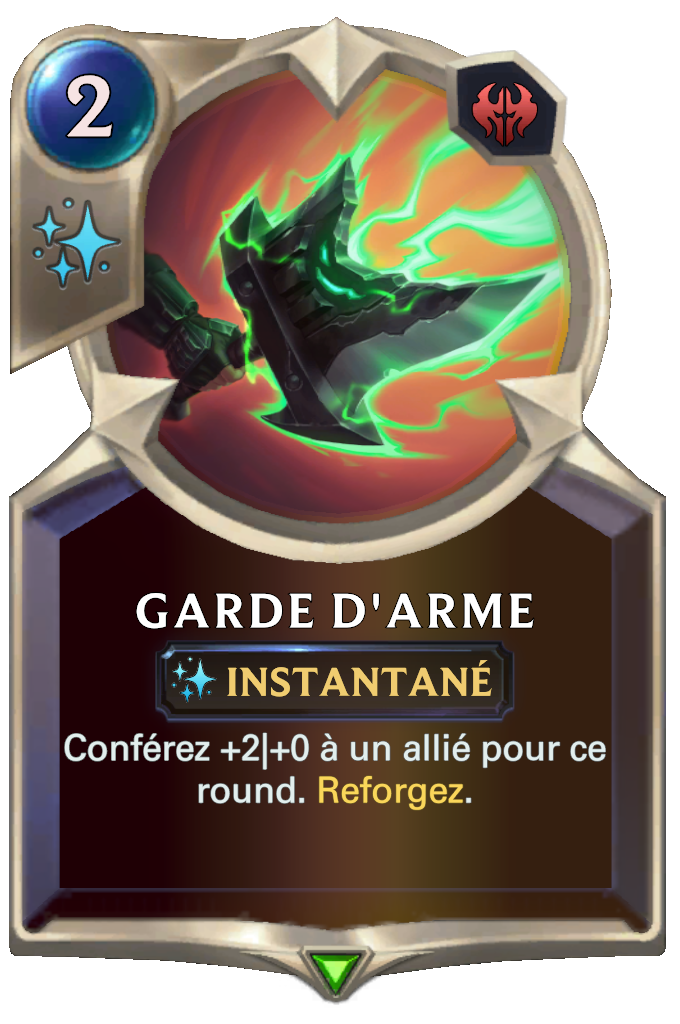 2
GARDE D'ARME
INSTANTANÉ
Conférez +2|+0 à un allié pour ce
round. Reforgez.